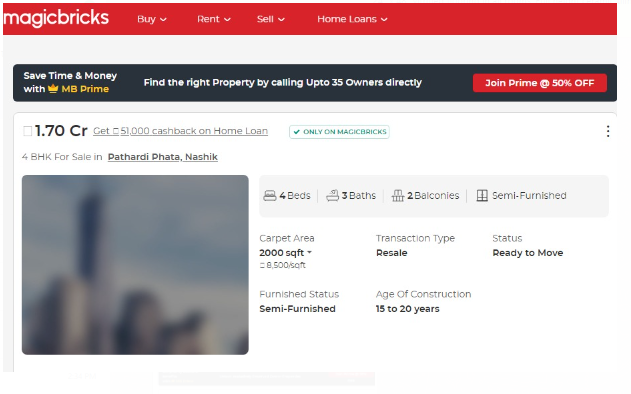 magicbricks
Buy Rent Sell Home Loans
Save Time & Money
with MB Prime
Find the right Property by calling Upto 35 Owners directly
Join Prime @ 50% OFF
□1.70 Cr Get □51,000 cashback on Home Loan ✔ ONLY ON MAGICBRICKS
4 BHK For Sale in Pathardi Phata, Nashik
4 Beds 3 Baths 2 Balconies Semi-Furnished
Carpet Area Transaction Type Status
2000 sqft Resale Ready to Move
□8,500/sqft
Furnished Status Age Of Construction
Semi-Furnished 15 to 20 years